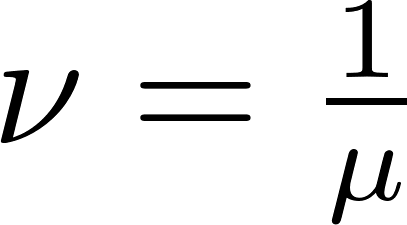 ν = 1/μ